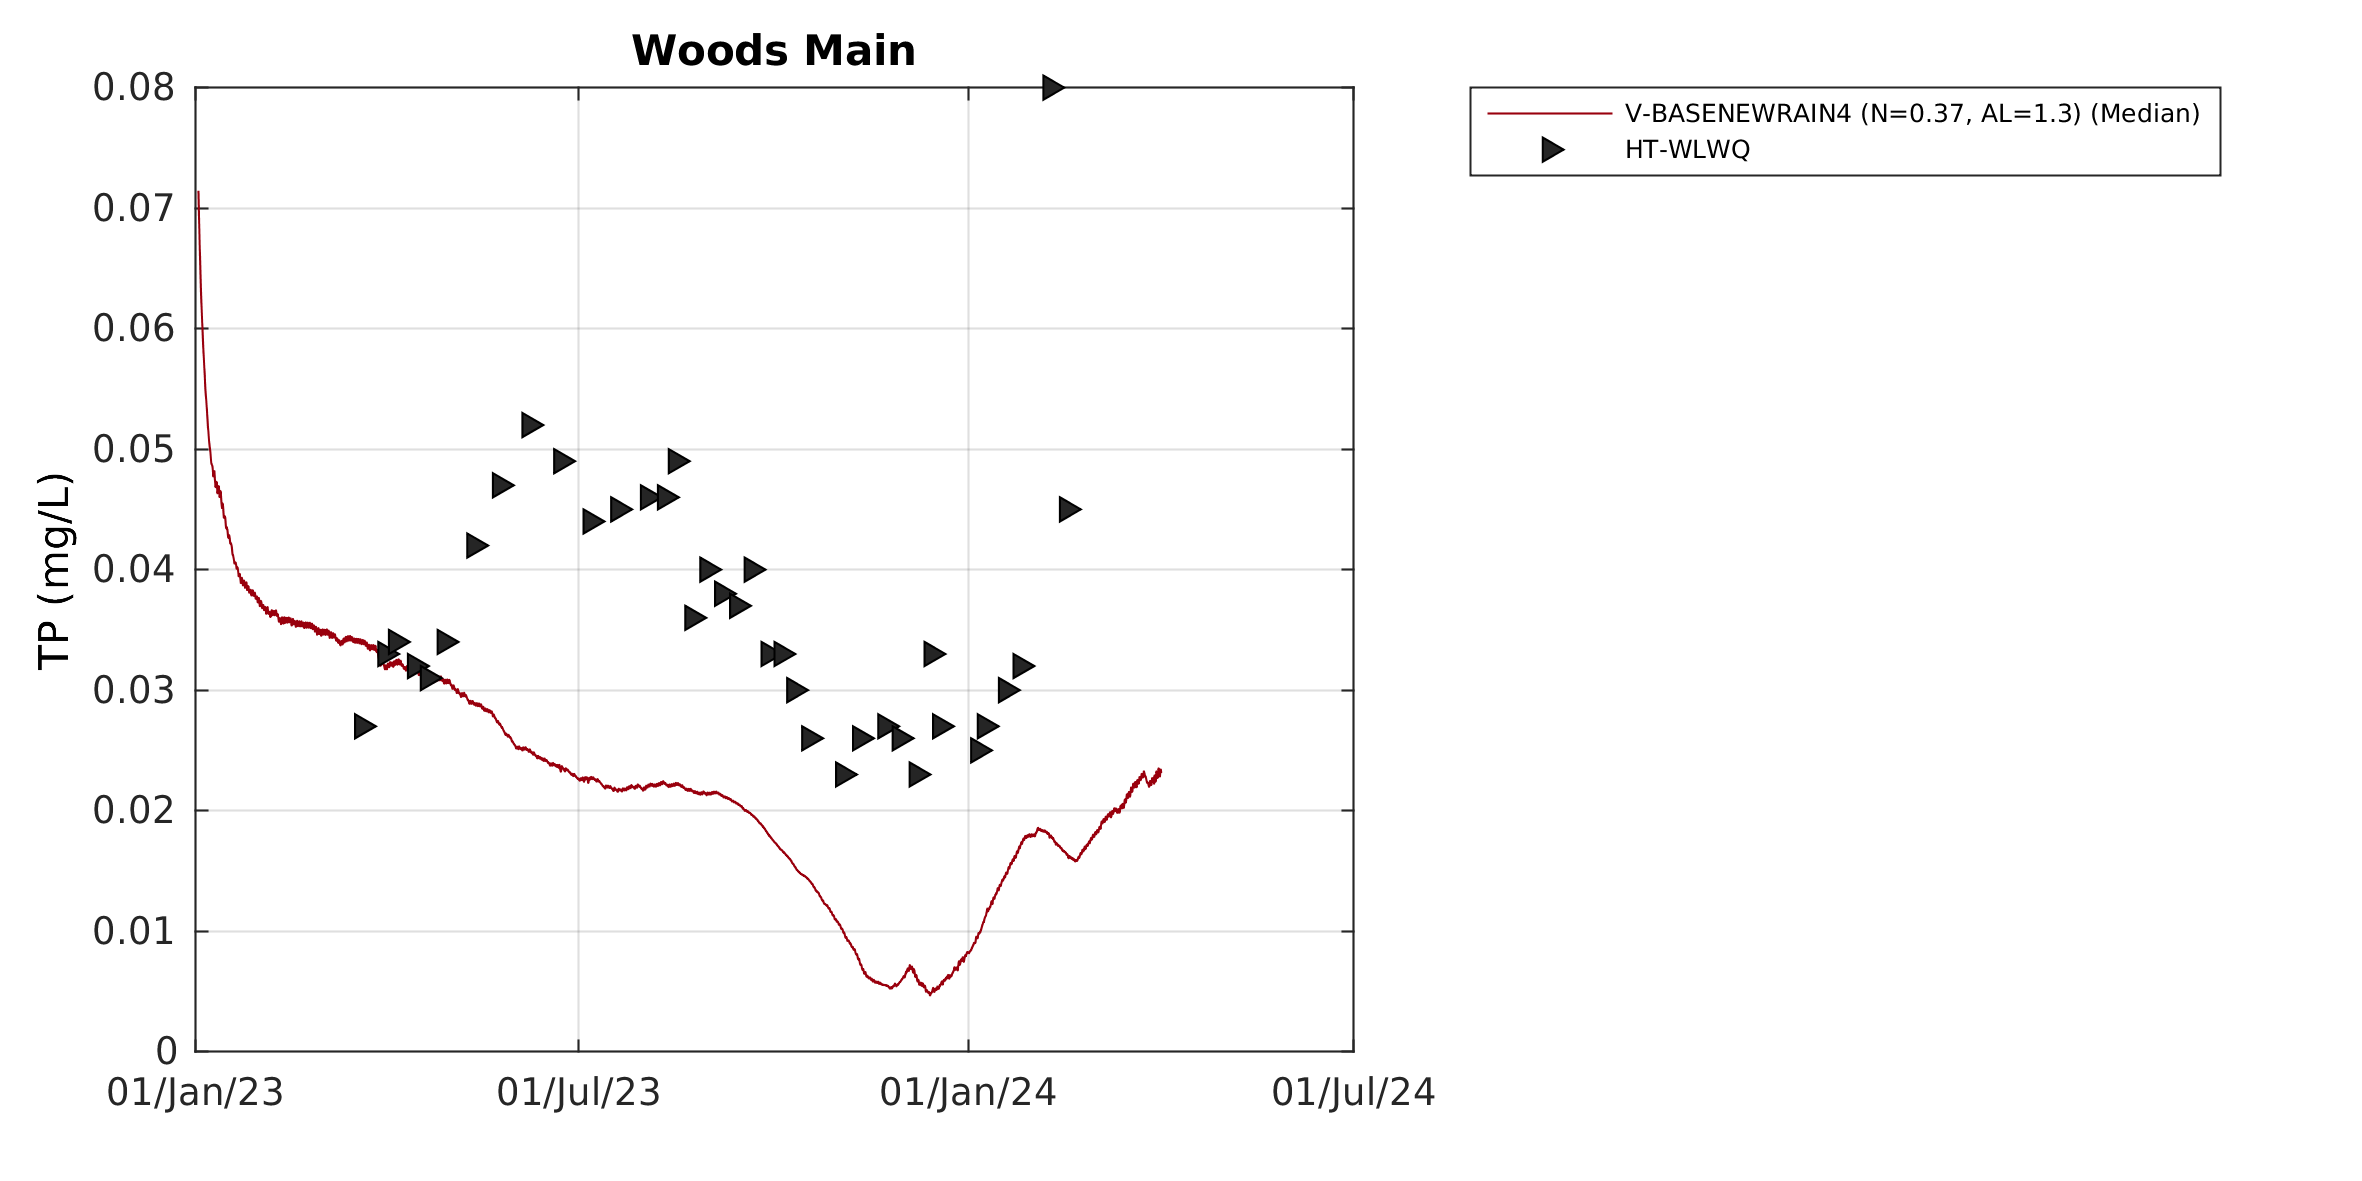 Woods Main
0.08
0.07
0.06
0.05
0.04
0.03
0.02
0.01
0
TP (mg/L)
01/Jan/23
01/Jul/23
01/Jan/24
01/Jul/24
V-BASENEWRAIN4 (N=0.37, AL=1.3) (Median)
HT-WLWQ